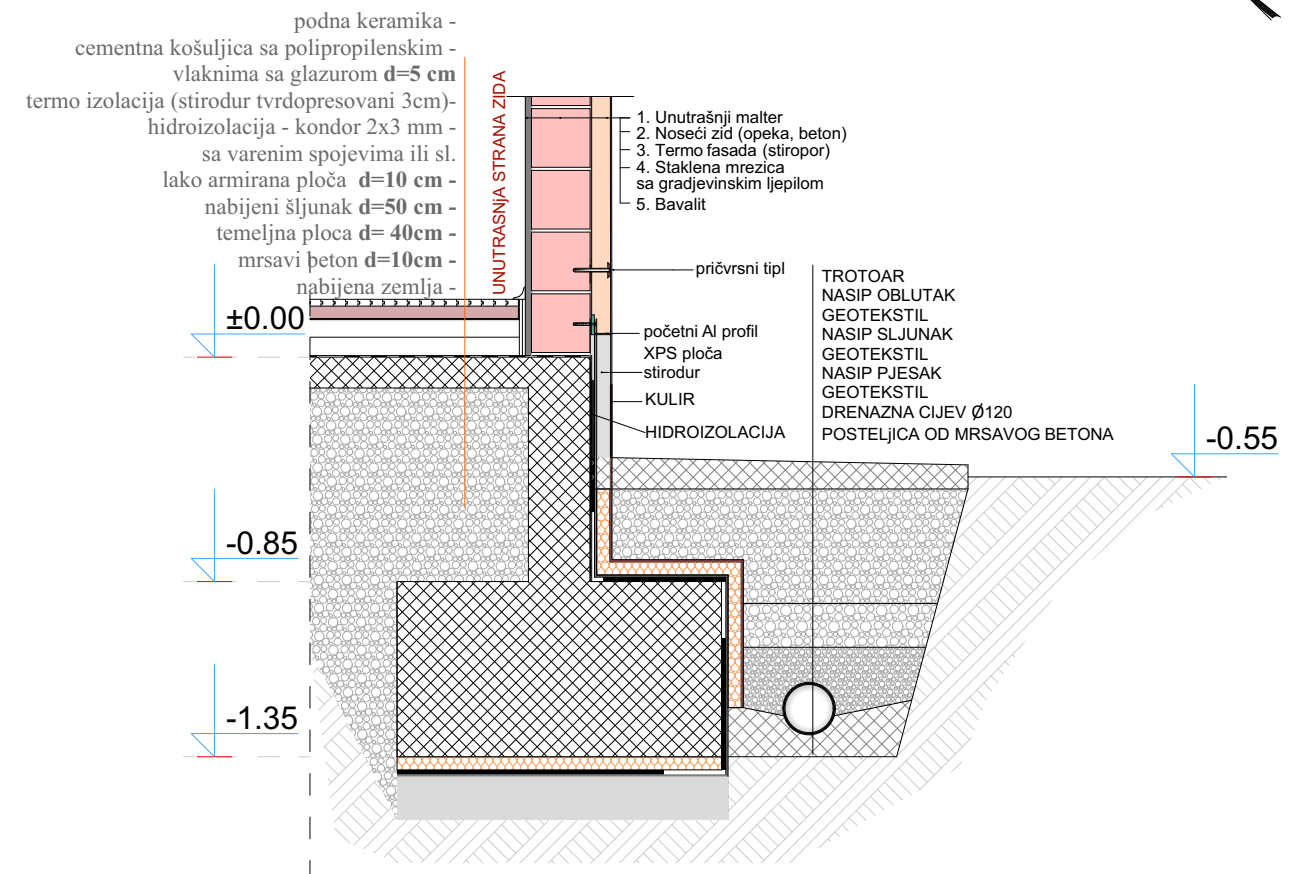 podna keramika -
cementna košuljica sa polipropilenskim -
vlaknima sa glazurom d=5 cm
termo izolacija (stirodur tvrdopresovani 3cm)-
hidroizolacija - kondor 2x3 mm -
sa varenim spojevima ili sl.
lako armirana ploča d=10 cm -
nabijeni šljunak d=50 cm -
temeljna ploca d= 40cm -
mrsavi beton d=10cm -
nabijena zemlja -
UNUTRASNjA STRANA ZIDA
1. Unutrašnji malter
2. Noseći zid (opeka, beton)
3. Termo fasada (stiropor)
4. Staklena mrezica
sa gradjevinskim ljepilom
5. Bavalit
pričvrsni tipl
početni Al profil
XPS ploča
stirodur
KULIR
HIDROIZOLACIJA
TROTOAR
NASIP OBLUTAK
GEOTEKSTIL
NASIP SLJUNAK
GEOTEKSTIL
NASIP PJESAK
GEOTEKSTIL
DRENAZNA CIJEV Ø120
POSTELjICA OD MRSAVOG BETONA
±0.00
-0.55
-0.85
-1.35